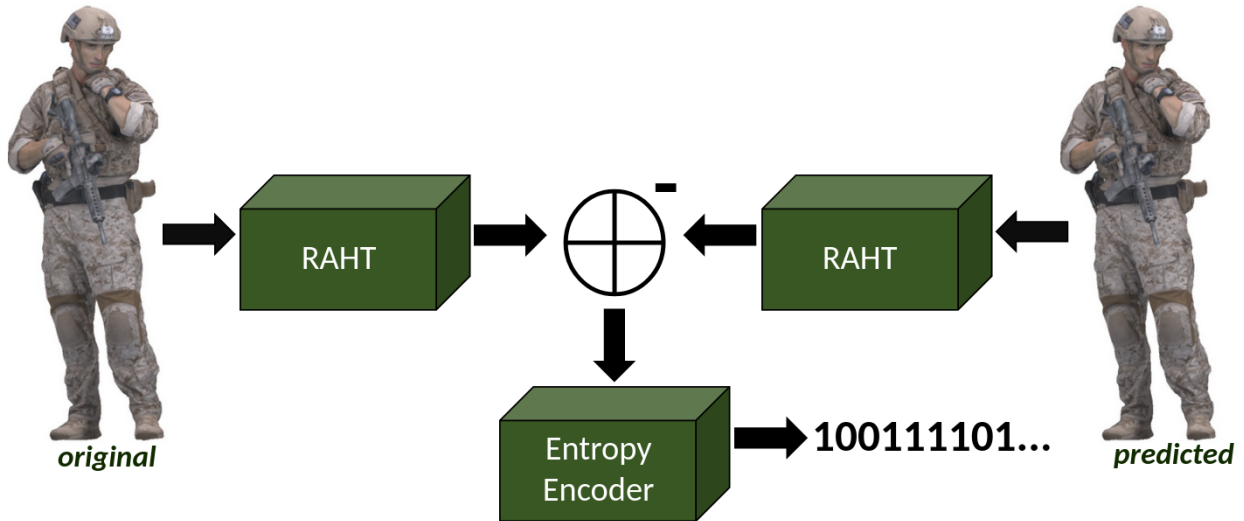 RAHT
-
RAHT
Entropy
Encoder
100111101...
original
predicted